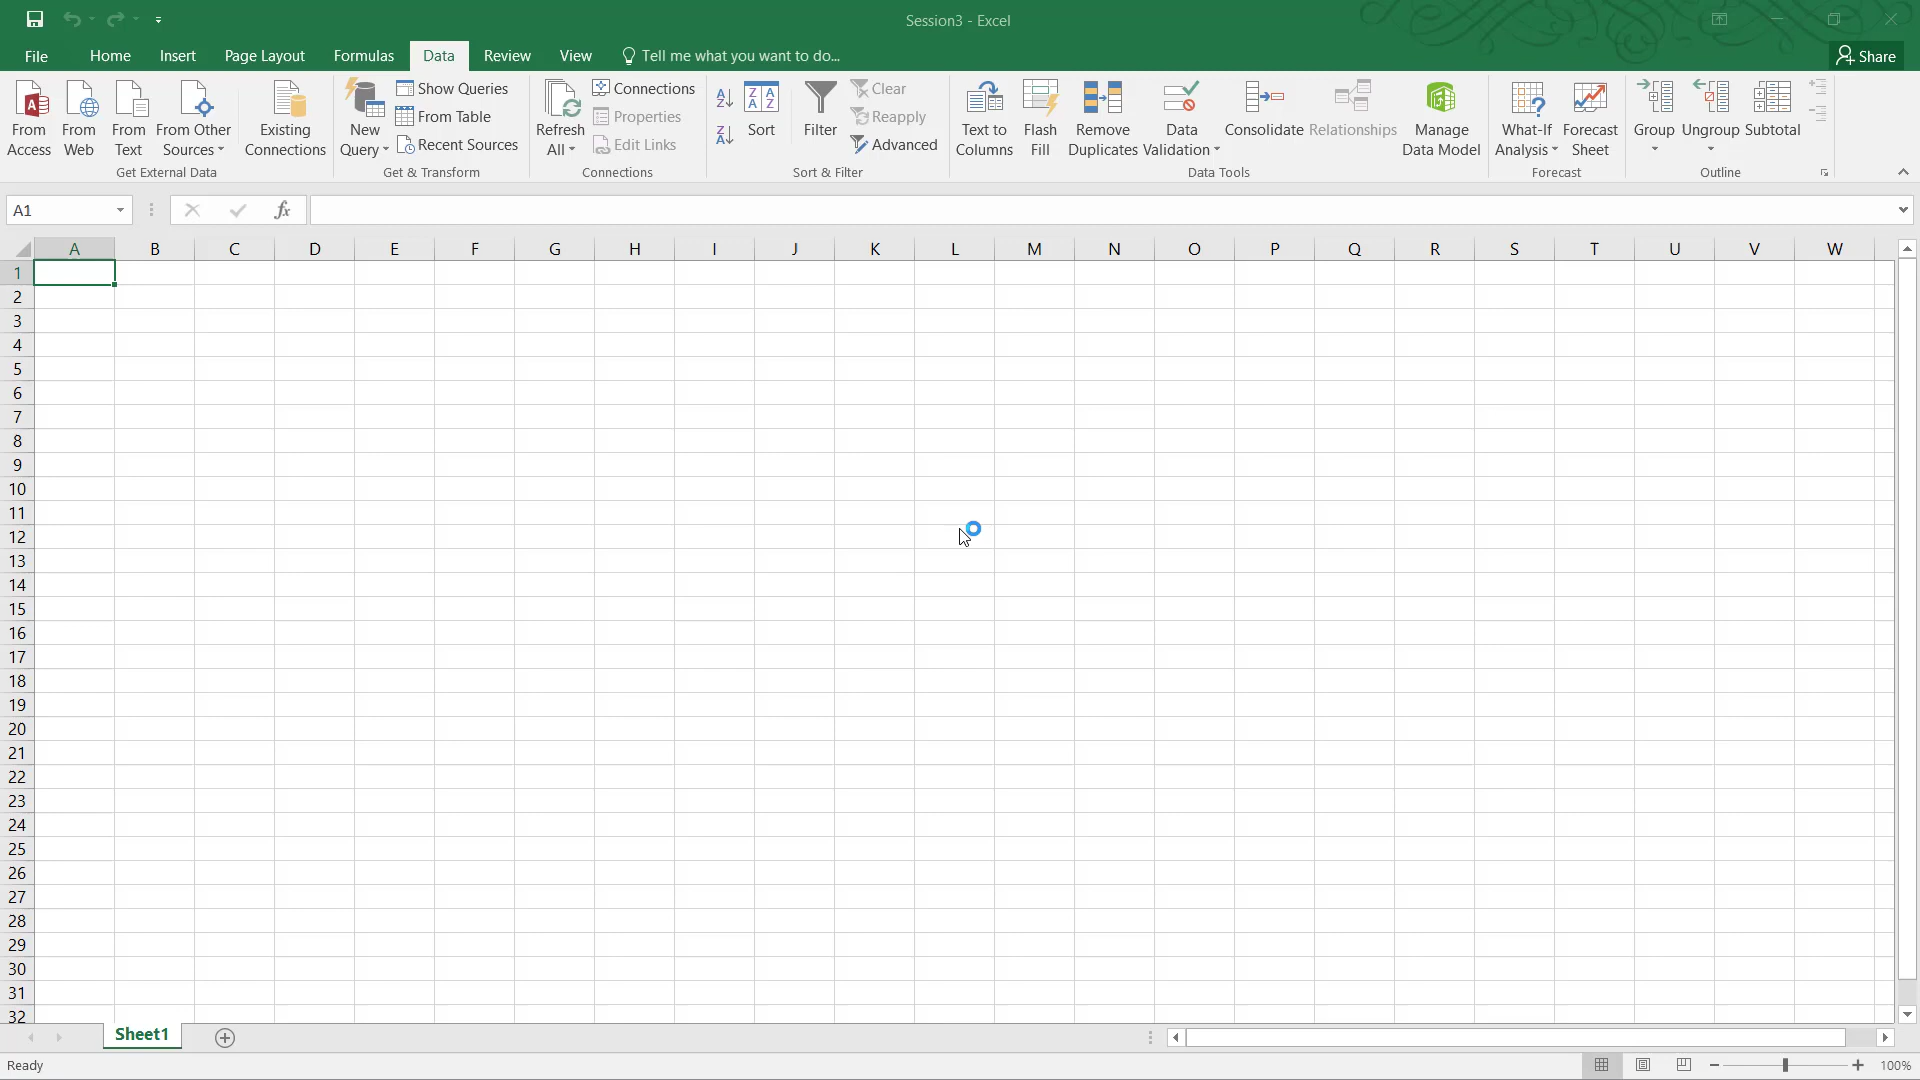 Session3 - Excel
File Home Insert Page Layout Formulas Data Review View Tell me what you want to do... Share
From Access
From Web
From Text
From Other Sources
Existing Connections
Get External Data
New Query
Show Queries
From Table
Recent Sources
Get & Transform
Refresh All
Connections
Properties
Edit Links
Connections
Sort
Filter
Clear
Reapply
Advanced
Sort & Filter
Text to Columns
Flash Fill
Remove Duplicates
Data Validation
Consolidate
Relationships
Manage Data Model
Data Tools
What-If Analysis
Forecast Sheet
Forecast
Group
Ungroup
Subtotal
Outline
A1 fx
A B C D E F G H I J K L M N O P Q R S T U V W
1
2
3
4
5
6
7
8
9
10
11
12
13
14
15
16
17
18
19
20
21
22
23
24
25
26
27
28
29
30
31
32
Sheet1
Ready 100%